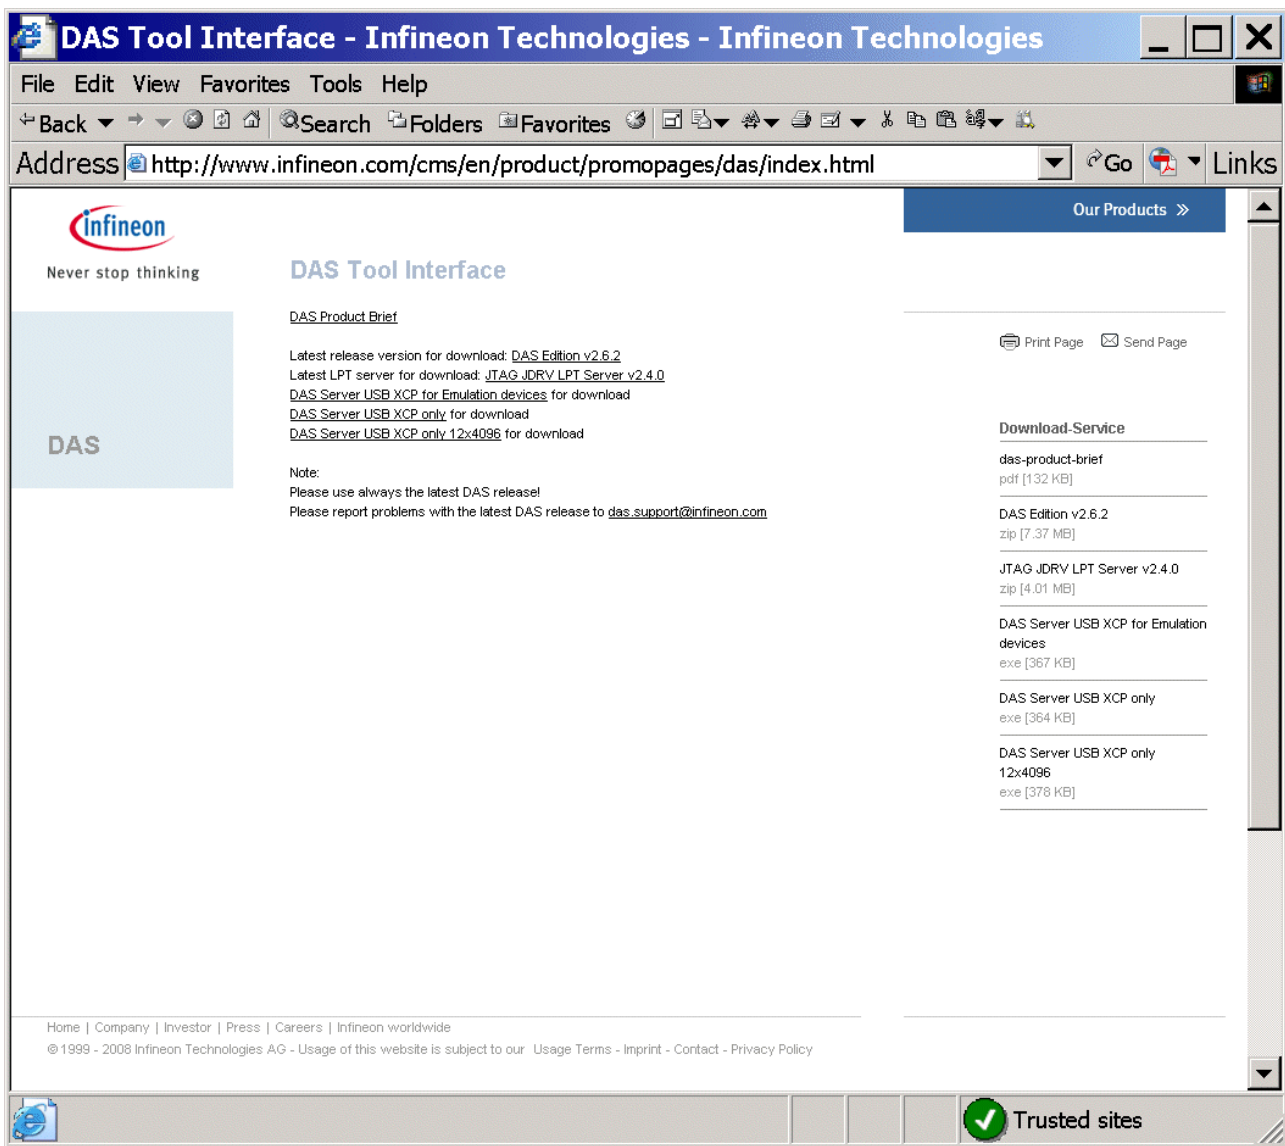 DAS Tool Interface - Infineon Technologies - Infineon Technologies
File Edit View Favorites Tools Help
Back Search Folders Favorites
Address http://www.infineon.com/cms/en/product/promopages/das/index.html Go Links
infineon
Never stop thinking
Our Products »
DAS Tool Interface
DAS
DAS Product Brief
Latest release version for download: DAS Edition v2.6.2
Latest LPT server for download: JTAG JDRV LPT Server v2.4.0
DAS Server USB XCP for Emulation devices for download
DAS Server USB XCP only for download
DAS Server USB XCP only 12x4096 for download
Note:
Please use always the latest DAS release!
Please report problems with the latest DAS release to das.support@infineon.com
Print Page Send Page
Download-Service
das-product-brief
pdf [132 KB]
DAS Edition v2.6.2
zip [7.37 MB]
JTAG JDRV LPT Server v2.4.0
zip [4.01 MB]
DAS Server USB XCP for Emulation
devices
exe [367 KB]
DAS Server USB XCP only
exe [364 KB]
DAS Server USB XCP only
12x4096
exe [378 KB]
Home | Company | Investor | Press | Careers | Infineon worldwide
© 1999 - 2008 Infineon Technologies AG - Usage of this website is subject to our Usage Terms - Imprint - Contact - Privacy Policy
Trusted sites